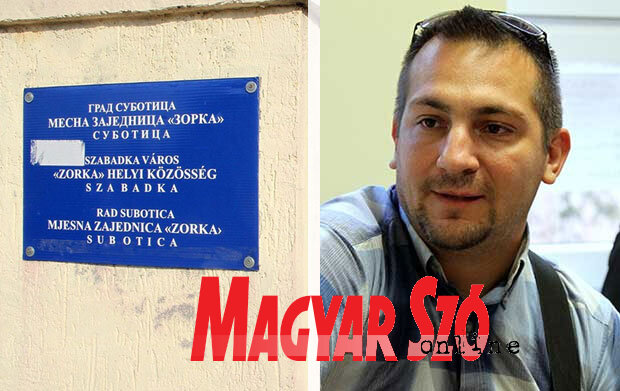 ГРАД СУБОТИЦА
МЕСНА ЗАЈЕДНИЦА «ЗОРКА»
СУБОТИЦА
SZABADKA VÁROS
«ZORKA» HELYI KÖZÖSSÉG
SZABADKA
RAD SUBOTICA
MJESNA ZAJEDNICA «ZORKA»
SUBOTICA
MAGYAR SZÓ
online